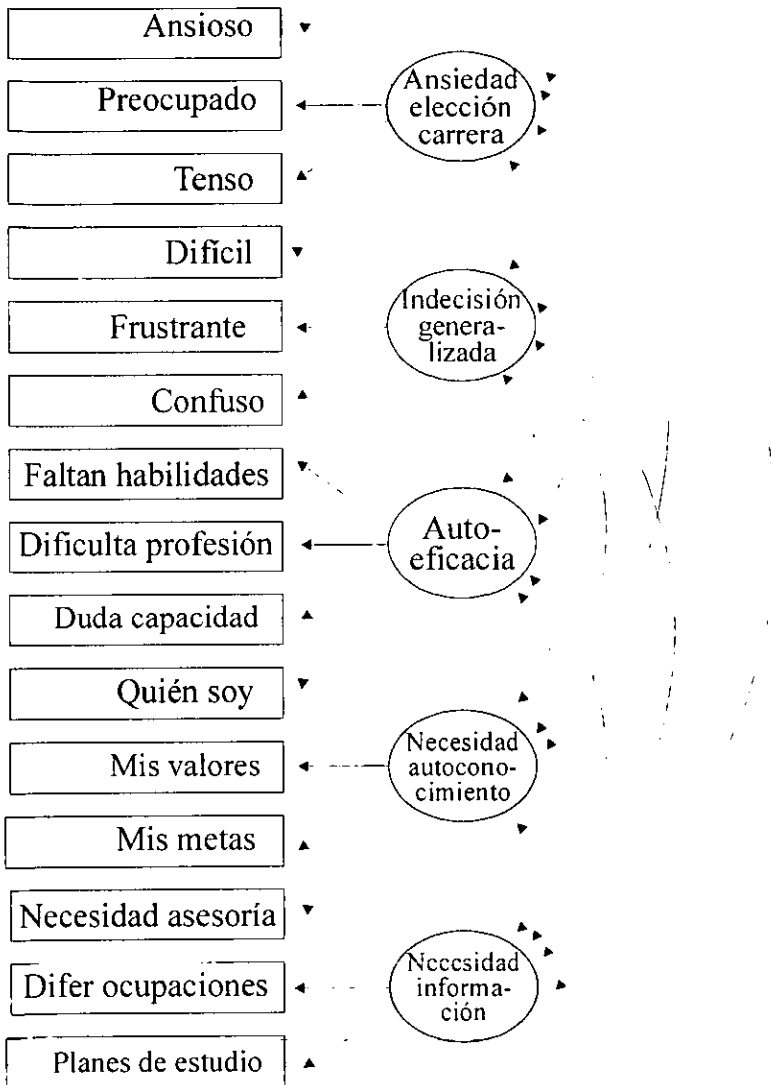 Ansioso
Preocupado
Tenso
Difícil
Frustrante
Confuso
Faltan habilidades
Dificulta profesión
Duda capacidad
Quién soy
Mis valores
Mis metas
Necesidad asesoría
Difer ocupaciones
Planes de estudio
Ansiedad
elección
carrera
Indecisión
genera-
lizada
Auto-
eficacia
Necesidad
autocono-
cimiento
Necesidad
informa-
ción